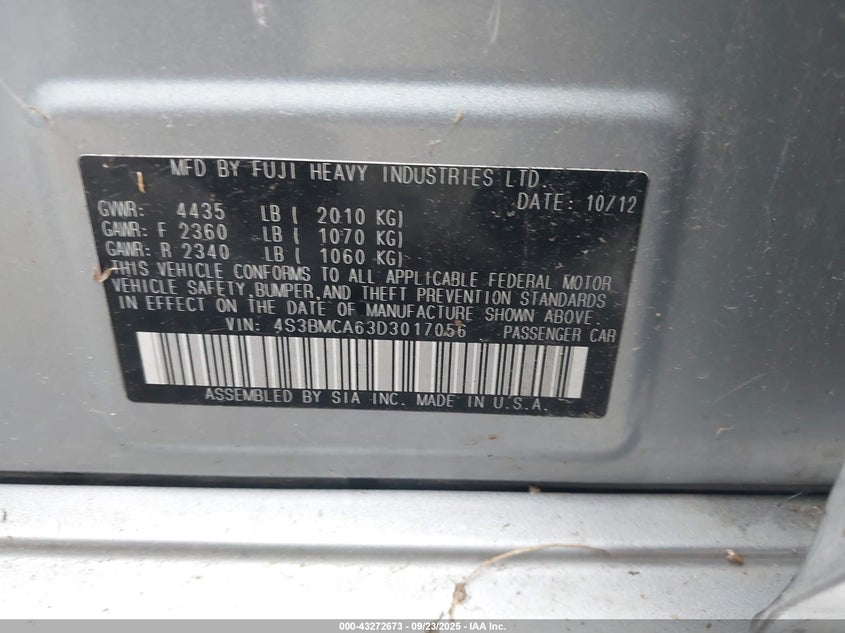 MFD BY FUJI HEAVY INDUSTRIES LTD.
DATE: 10/12
GVWR: 4435 LB ( 2010 KG)
GAWR: F 2360 LB ( 1070 KG)
GAWR: R 2340 LB ( 1060 KG)
THIS VEHICLE CONFORMS TO ALL APPLICABLE FEDERAL MOTOR
VEHICLE SAFETY, BUMPER, AND THEFT PREVENTION STANDARDS
IN EFFECT ON THE DATE OF MANUFACTURE SHOWN ABOVE
VIN: 4S3BMCA63D3017056 PASSENGER CAR
ASSEMBLED BY SIA INC. MADE IN U.S.A.
000-43272673 - 09/23/2025 - IAA Inc.